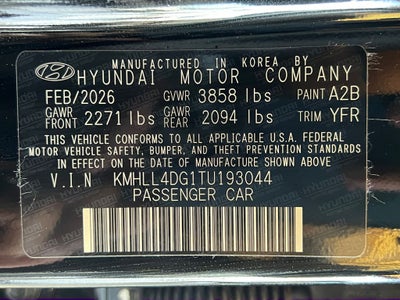 MANUFACTURED IN KOREA BY
HYUNDAI MOTOR COMPANY
FEB/2026 GVWR 3858 lbs PAINT A2B
GAWR FRONT 2271 lbs GAWR REAR 2094 lbs TRIM YFR
THIS VEHICLE CONFORMS TO ALL APPLICABLE U.S.A. FEDERAL
MOTOR VEHICLE SAFETY, BUMPER, AND THEFT PREVENTION STANDARDS
IN EFFECT ON THE DATE OF MANUFACTURE SHOWN ABOVE.
V.I.N KMHLL4DG1TU193044
PASSENGER CAR